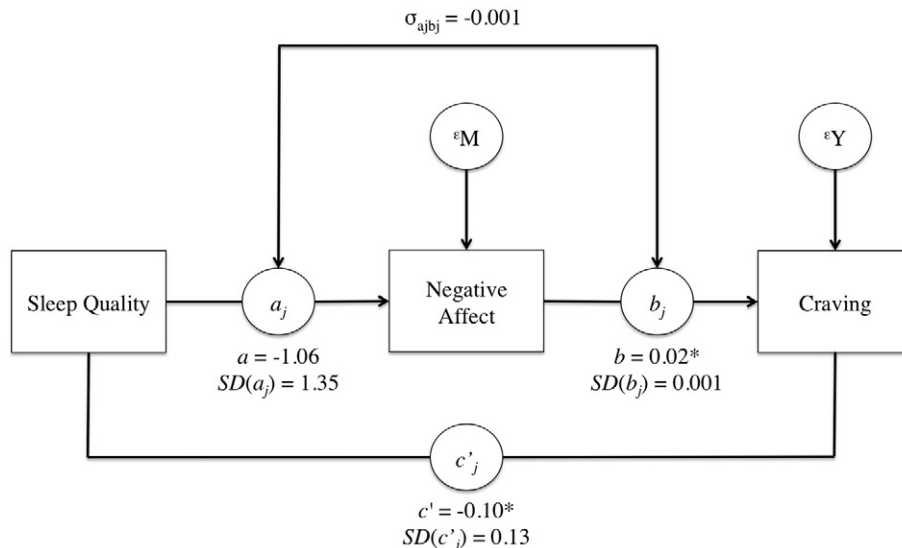 σajbj = -0.001
εM
εY
Sleep Quality
aj
Negative
Affect
bj
Craving
a = -1.06
SD(aj) = 1.35
b = 0.02*
SD(bj) = 0.001
c'j
c' = -0.10*
SD(c'j) = 0.13